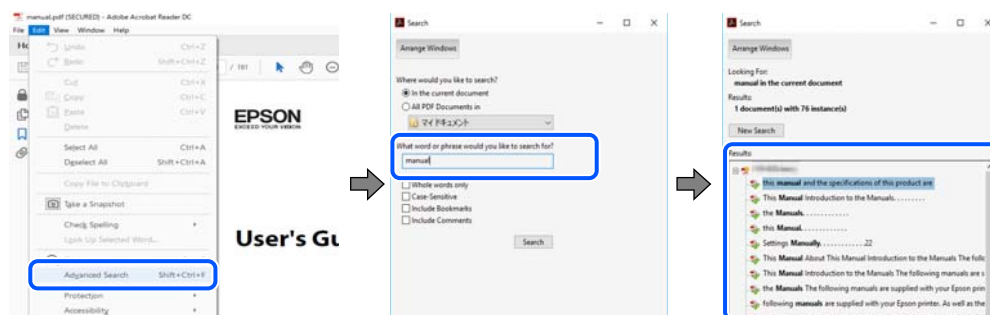 manual.pdf (SECURED) - Adobe Acrobat Reader DC
File Edit View Window Help
Undo Ctrl+Z
Redo Shift+Ctrl+Z
Cut Ctrl+X
Copy Ctrl+C
Paste Ctrl+V
Delete
Select All Ctrl+A
Deselect All Shift+Ctrl+A
Copy File to Clipboard
Take a Snapshot
Check Spelling
Look Up Selected Word...
Advanced Search Shift+Ctrl+F
Protection
Accessibility
/ 181
EPSON
EXCEED YOUR VISION
User's Gu
Search
Arrange Windows
Where would you like to search?
In the current document
All PDF Documents in
マイ ドキュメント
What word or phrase would you like to search for?
manual
Whole words only
Case-Sensitive
Include Bookmarks
Include Comments
Search
Search
Arrange Windows
Looking For:
manual in the current document
Results:
1 document(s) with 76 instance(s)
New Search
Results:
this manual and the specifications of this product are
This Manual Introduction to the Manuals. . . . . . . . .
the Manuals. . . . . . . . . . . .
this Manual. . . . . . . . . . . .
Settings Manually. . . . . . . . . . . .22
This Manual About This Manual Introduction to the Manuals The follo
This Manual Introduction to the Manuals The following manuals are s
the Manuals The following manuals are supplied with your Epson prin
following manuals are supplied with your Epson printer. As well as the